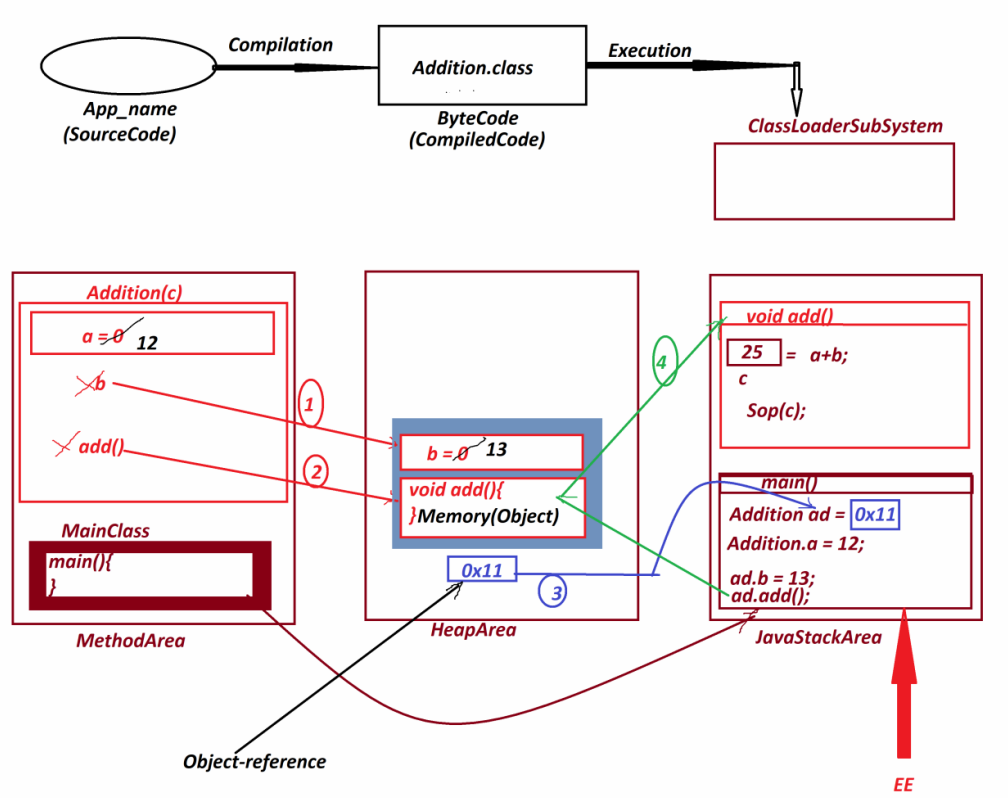 Compilation
Execution
Addition.class
App_name
(SourceCode)
ByteCode
(CompiledCode)
ClassLoaderSubSystem
Addition(c)
a = 0 12
b
add()
MainClass
main(){
}
MethodArea
1
2
b = 0 13
void add(){
}Memory(Object)
0x11
3
HeapArea
4
void add()
25 = a+b;
c
Sop(c);
main()
Addition ad = 0x11
Addition.a = 12;
ad.b = 13;
ad.add();
JavaStackArea
Object-reference
EE